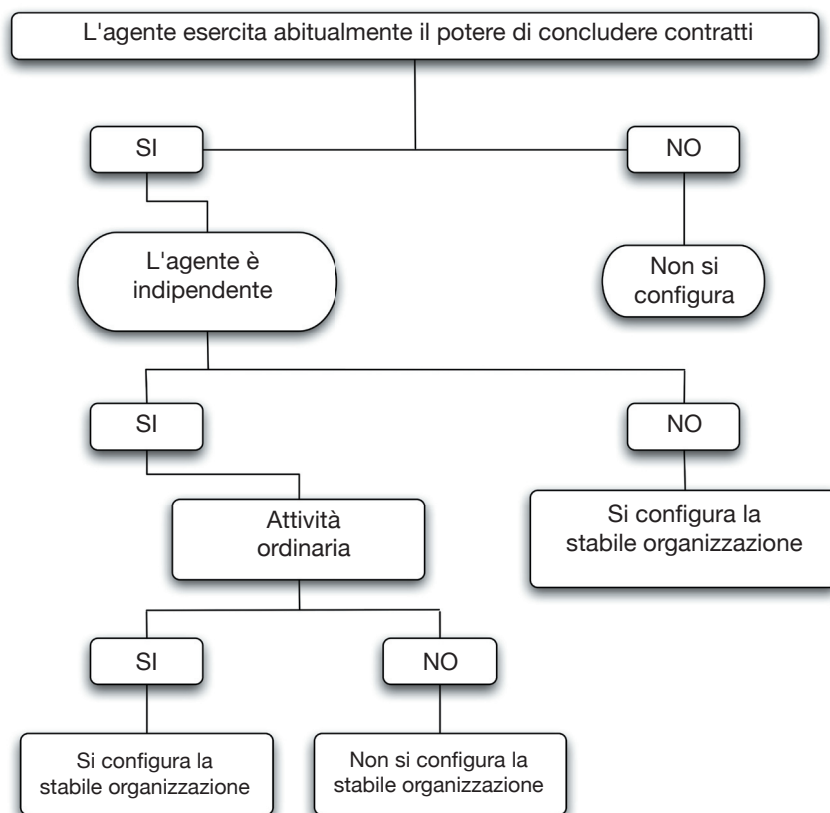 L'agente esercita abitualmente il potere di concludere contratti
SI
NO
L'agente è
indipendente
Non si
configura
SI
NO
Attività
ordinaria
Si configura la
stabile organizzazione
SI
NO
Si configura la
stabile organizzazione
Non si configura la
stabile organizzazione